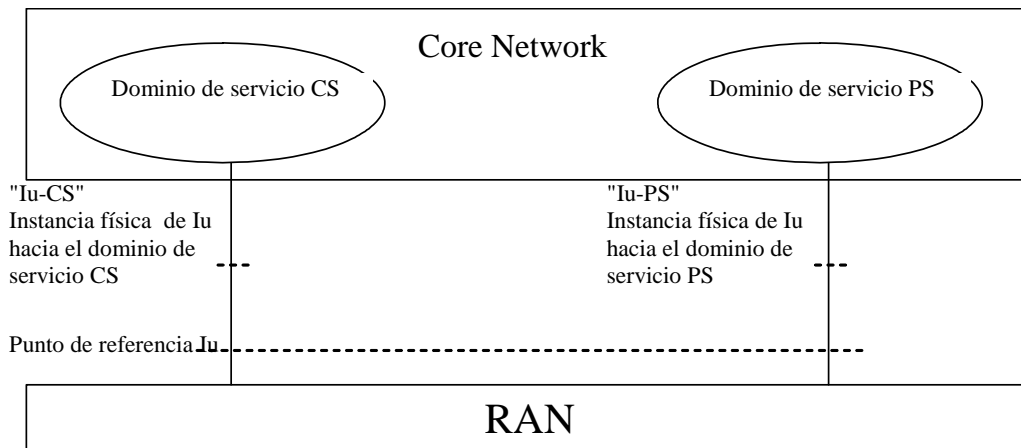 Core Network
Dominio de servicio CS
Dominio de servicio PS
"Iu-CS"
Instancia física de Iu
hacia el dominio de
servicio CS
"Iu-PS"
Instancia física de Iu
hacia el dominio de
servicio PS
Punto de referencia Iu
RAN